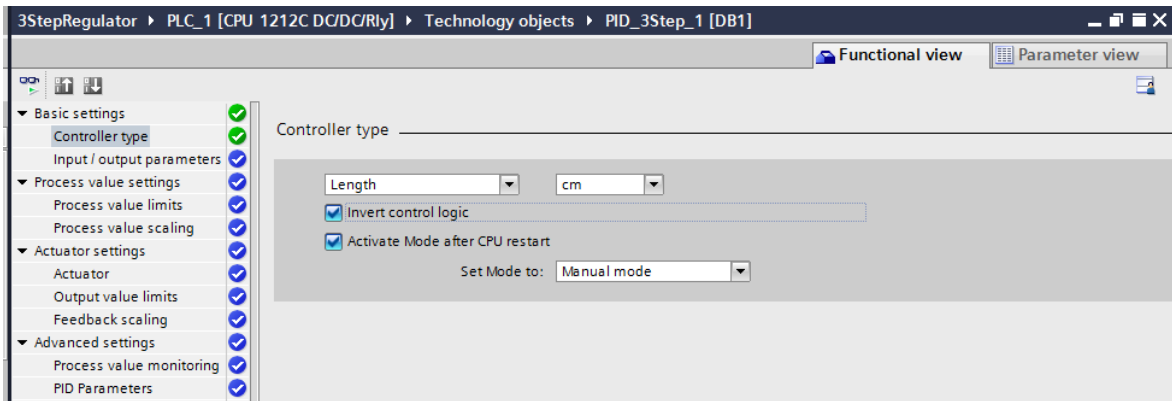 3StepRegulator ▸ PLC_1 [CPU 1212C DC/DC/Rly] ▸ Technology objects ▸ PID_3Step_1 [DB1]
Functional view
Parameter view
Basic settings
Controller type
Input / output parameters
Process value settings
Process value limits
Process value scaling
Actuator settings
Actuator
Output value limits
Feedback scaling
Advanced settings
Process value monitoring
PID Parameters
Controller type
Length cm
Invert control logic
Activate Mode after CPU restart
Set Mode to: Manual mode